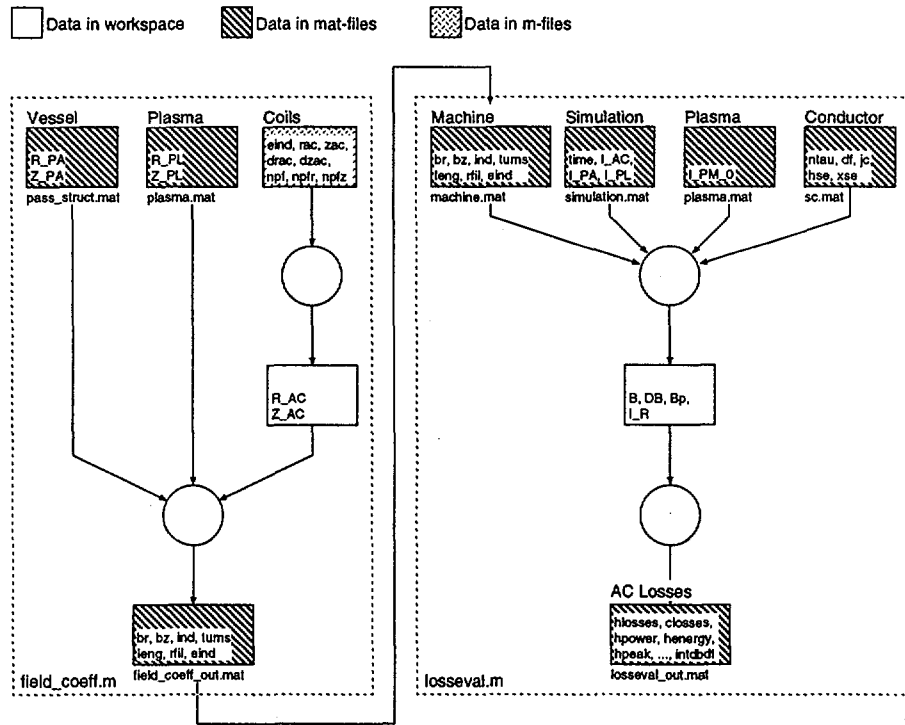 Data in workspace
Data in mat-files
Data in m-files
Vessel
R_PA
Z_PA
pass_struct.mat
Plasma
R_PL
Z_PL
plasma.mat
Coils
eind, rac, zac,
drac, dzac,
npf, npfr, npfz
R_AC
Z_AC
br, bz, ind, turns
leng, rfil, eind
field_coeff_out.mat
field_coeff.m
Machine
br, bz, ind, turns
leng, rfil, eind
machine.mat
Simulation
time, I_AC,
I_PA, I_PL
simulation.mat
Plasma
I_PM_0
plasma.mat
Conductor
ntau, df, jc,
hse, xse
sc.mat
B, DB, Bp,
I_R
AC Losses
hlosses, closses,
hpower, henergy,
hpeak, ..., intdbdt
losseval_out.mat
losseval.m